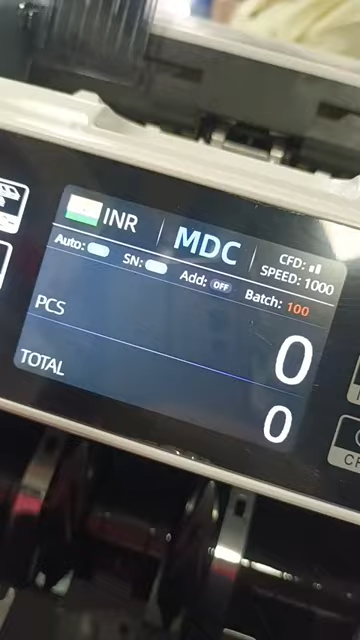 INR
MDC
CFD:
SPEED: 1000
Auto:
SN:
Add: OFF
Batch: 100
PCS
0
TOTAL
0